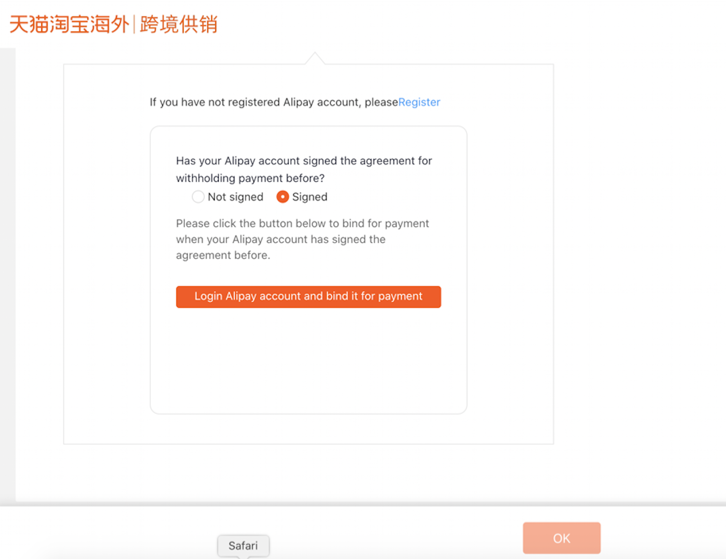 天猫淘宝海外|跨境供销
If you have not registered Alipay account, pleaseRegister
Has your Alipay account signed the agreement for
withholding payment before?
Not signed Signed
Please click the button below to bind for payment
when your Alipay account has signed the
agreement before.
Login Alipay account and bind it for payment
OK
Safari